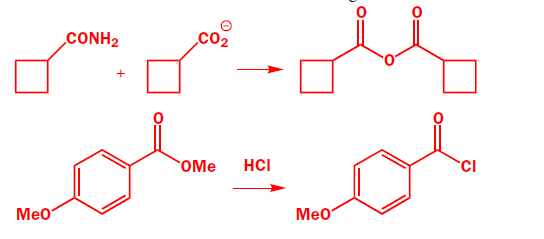 O O
CONH₂ ⊖
CO₂
+ O
O
OMe HCl O
Cl
MeO MeO